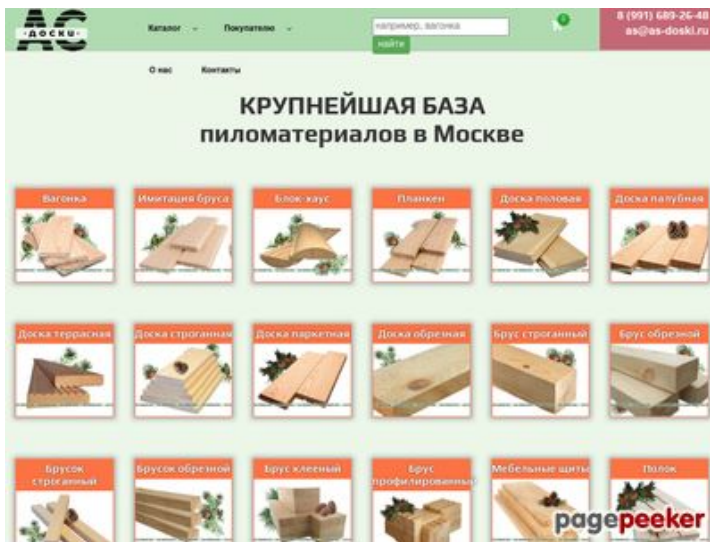 АС
·ДОСКИ·
Каталог
Покупателю
например, вагонка
найти
0
8 (991) 689-26-48
as@as-doski.ru
О нас
Контакты
КРУПНЕЙШАЯ БАЗА
пиломатериалов в Москве
Вагонка
Имитация бруса
Блок-хаус
Планкен
Доска половая
Доска палубная
Доска террасная
Доска строганная
Доска паркетная
Доска обрезная
Брус строганный
Брус обрезной
Брусок
строганный
Брусок обрезной
Брус клееный
Брус
профилированный
Мебельные щиты
Полок
pagepeeker